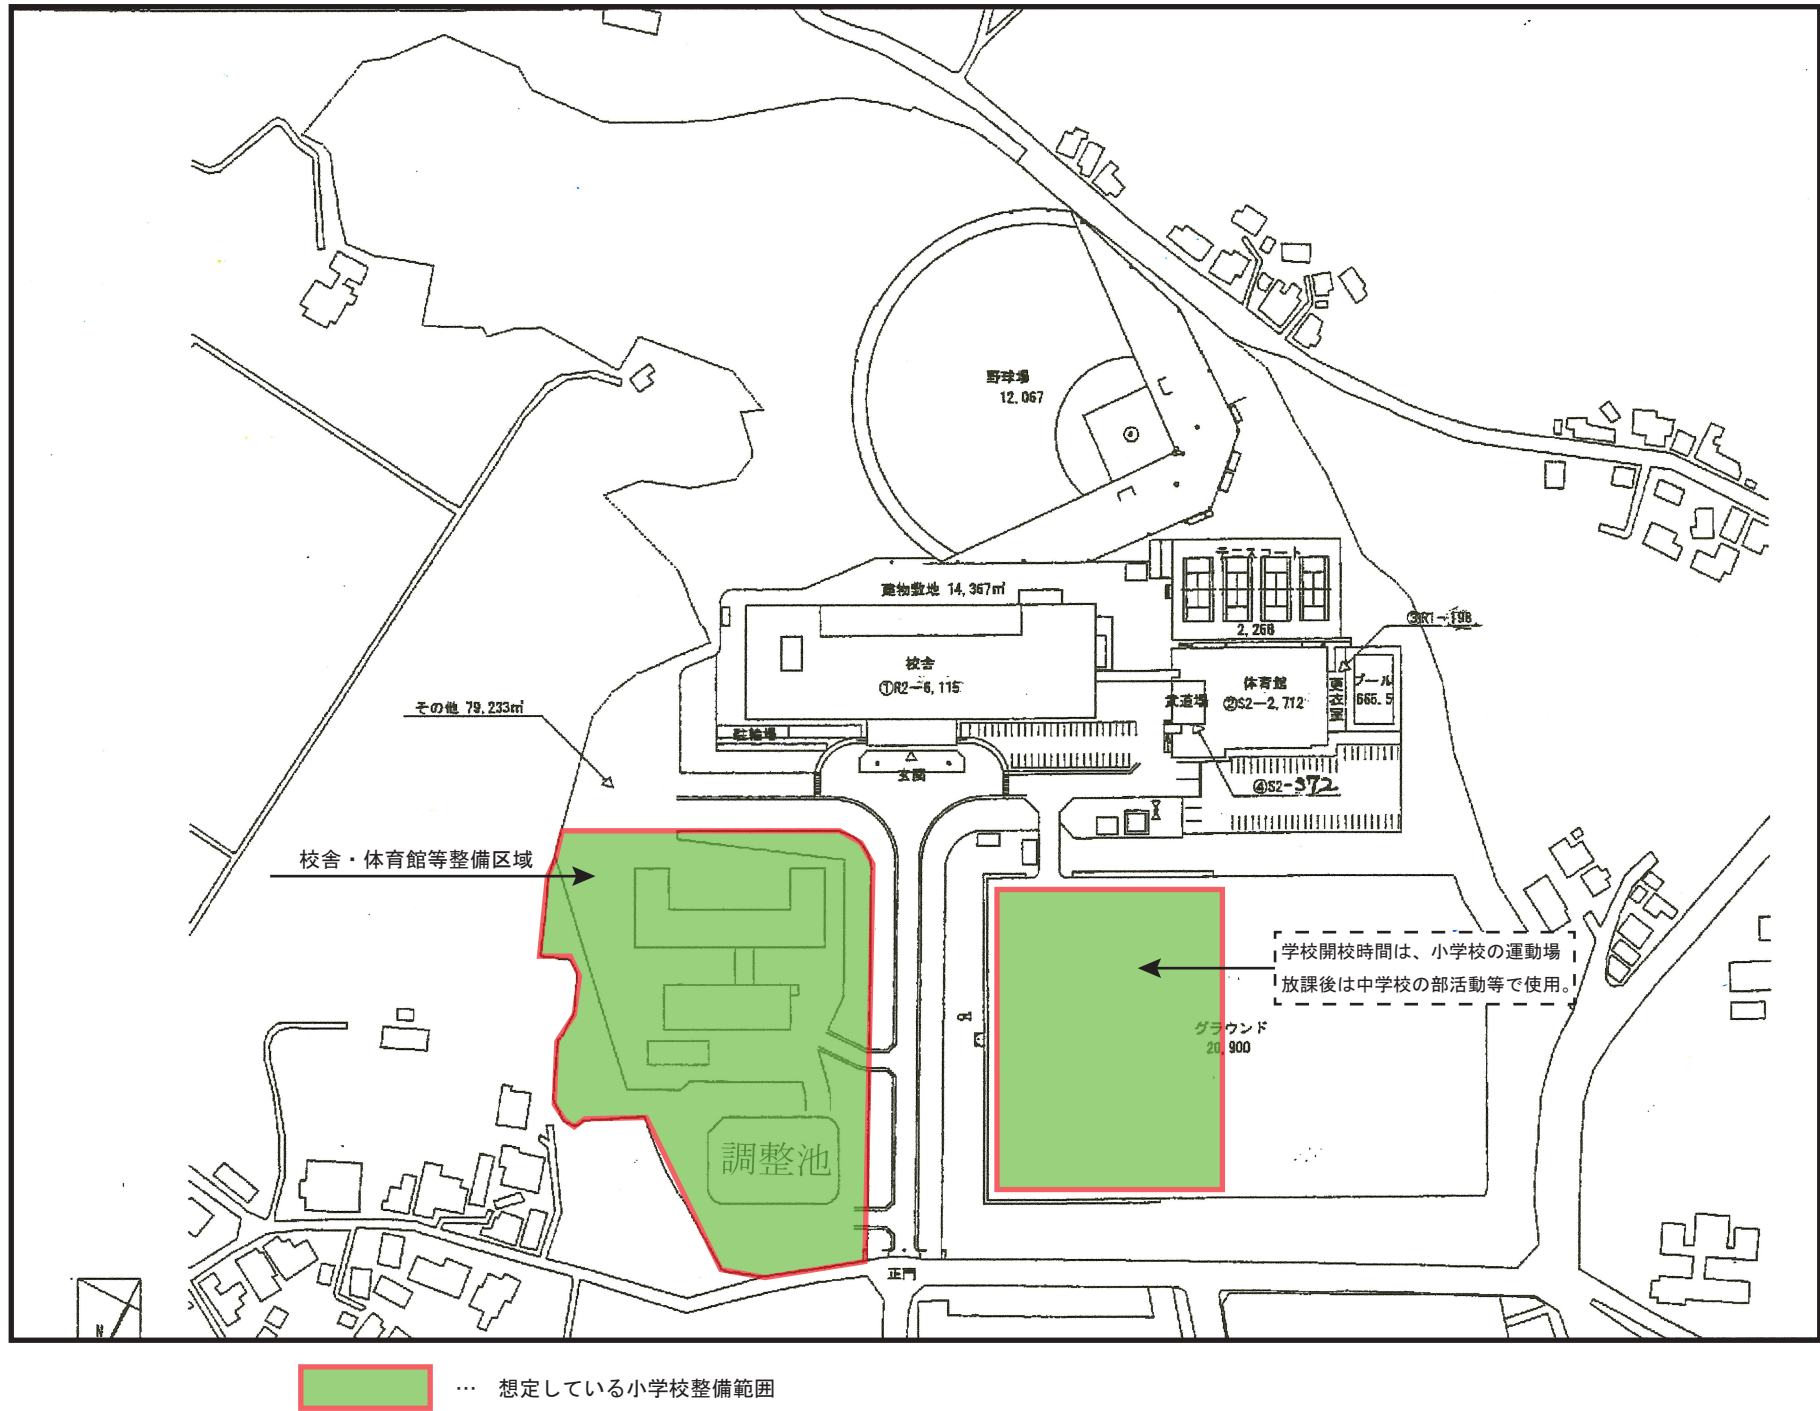 野球場
12,067
テニスコート
2,268
建物敷地 14,367㎡
③R1-198
校舎
①R2-6,115
体育館
②S2-2,712
武道場
更衣室
プール
665.5
その他 79,233㎡
駐輪場
玄関
④S2-372
校舎・体育館等整備区域
学校開校時間は、小学校の運動場
放課後は中学校の部活動等で使用。
グラウンド
20,900
調整池
正門
N
… 想定している小学校整備範囲